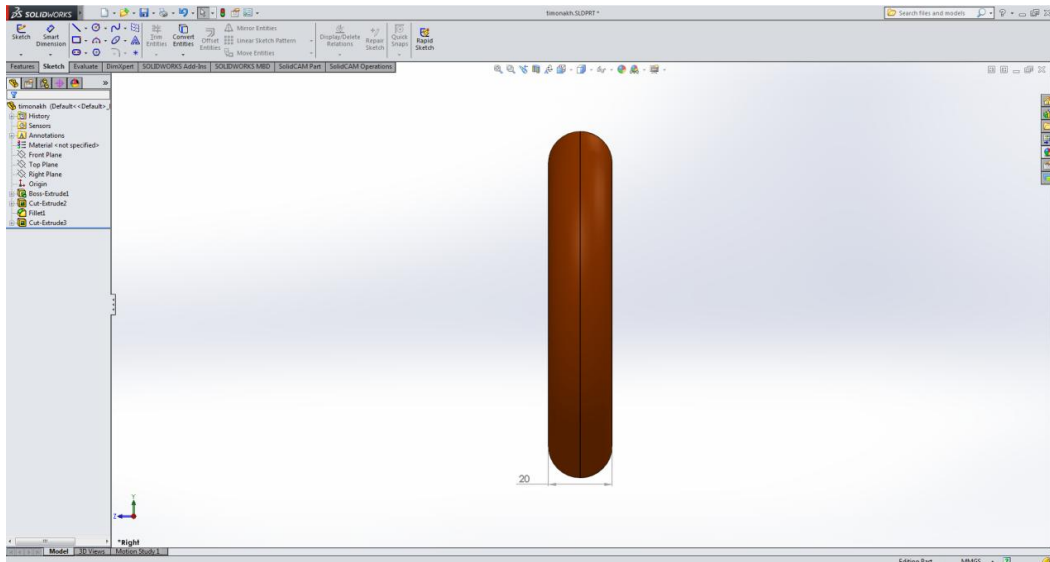 SOLIDWORKS
timonakh.SLDPRT *
Search files and models
Sketch
Smart Dimension
Trim Entities
Convert Entities
Offset Entities
Mirror Entities
Linear Sketch Pattern
Move Entities
Display/Delete Relations
Repair Sketch
Quick Snaps
Rapid Sketch
Features Sketch Evaluate DimXpert SOLIDWORKS Add-Ins SOLIDWORKS MBD SolidCAM Part SolidCAM Operations
timonakh (Default<<Default>_
History
Sensors
Annotations
Material <not specified>
Front Plane
Top Plane
Right Plane
Origin
Boss-Extrude1
Cut-Extrude2
Fillet1
Cut-Extrude3
20
Y
Z
*Right
Model 3D Views Motion Study 1
Editing Part MMGS